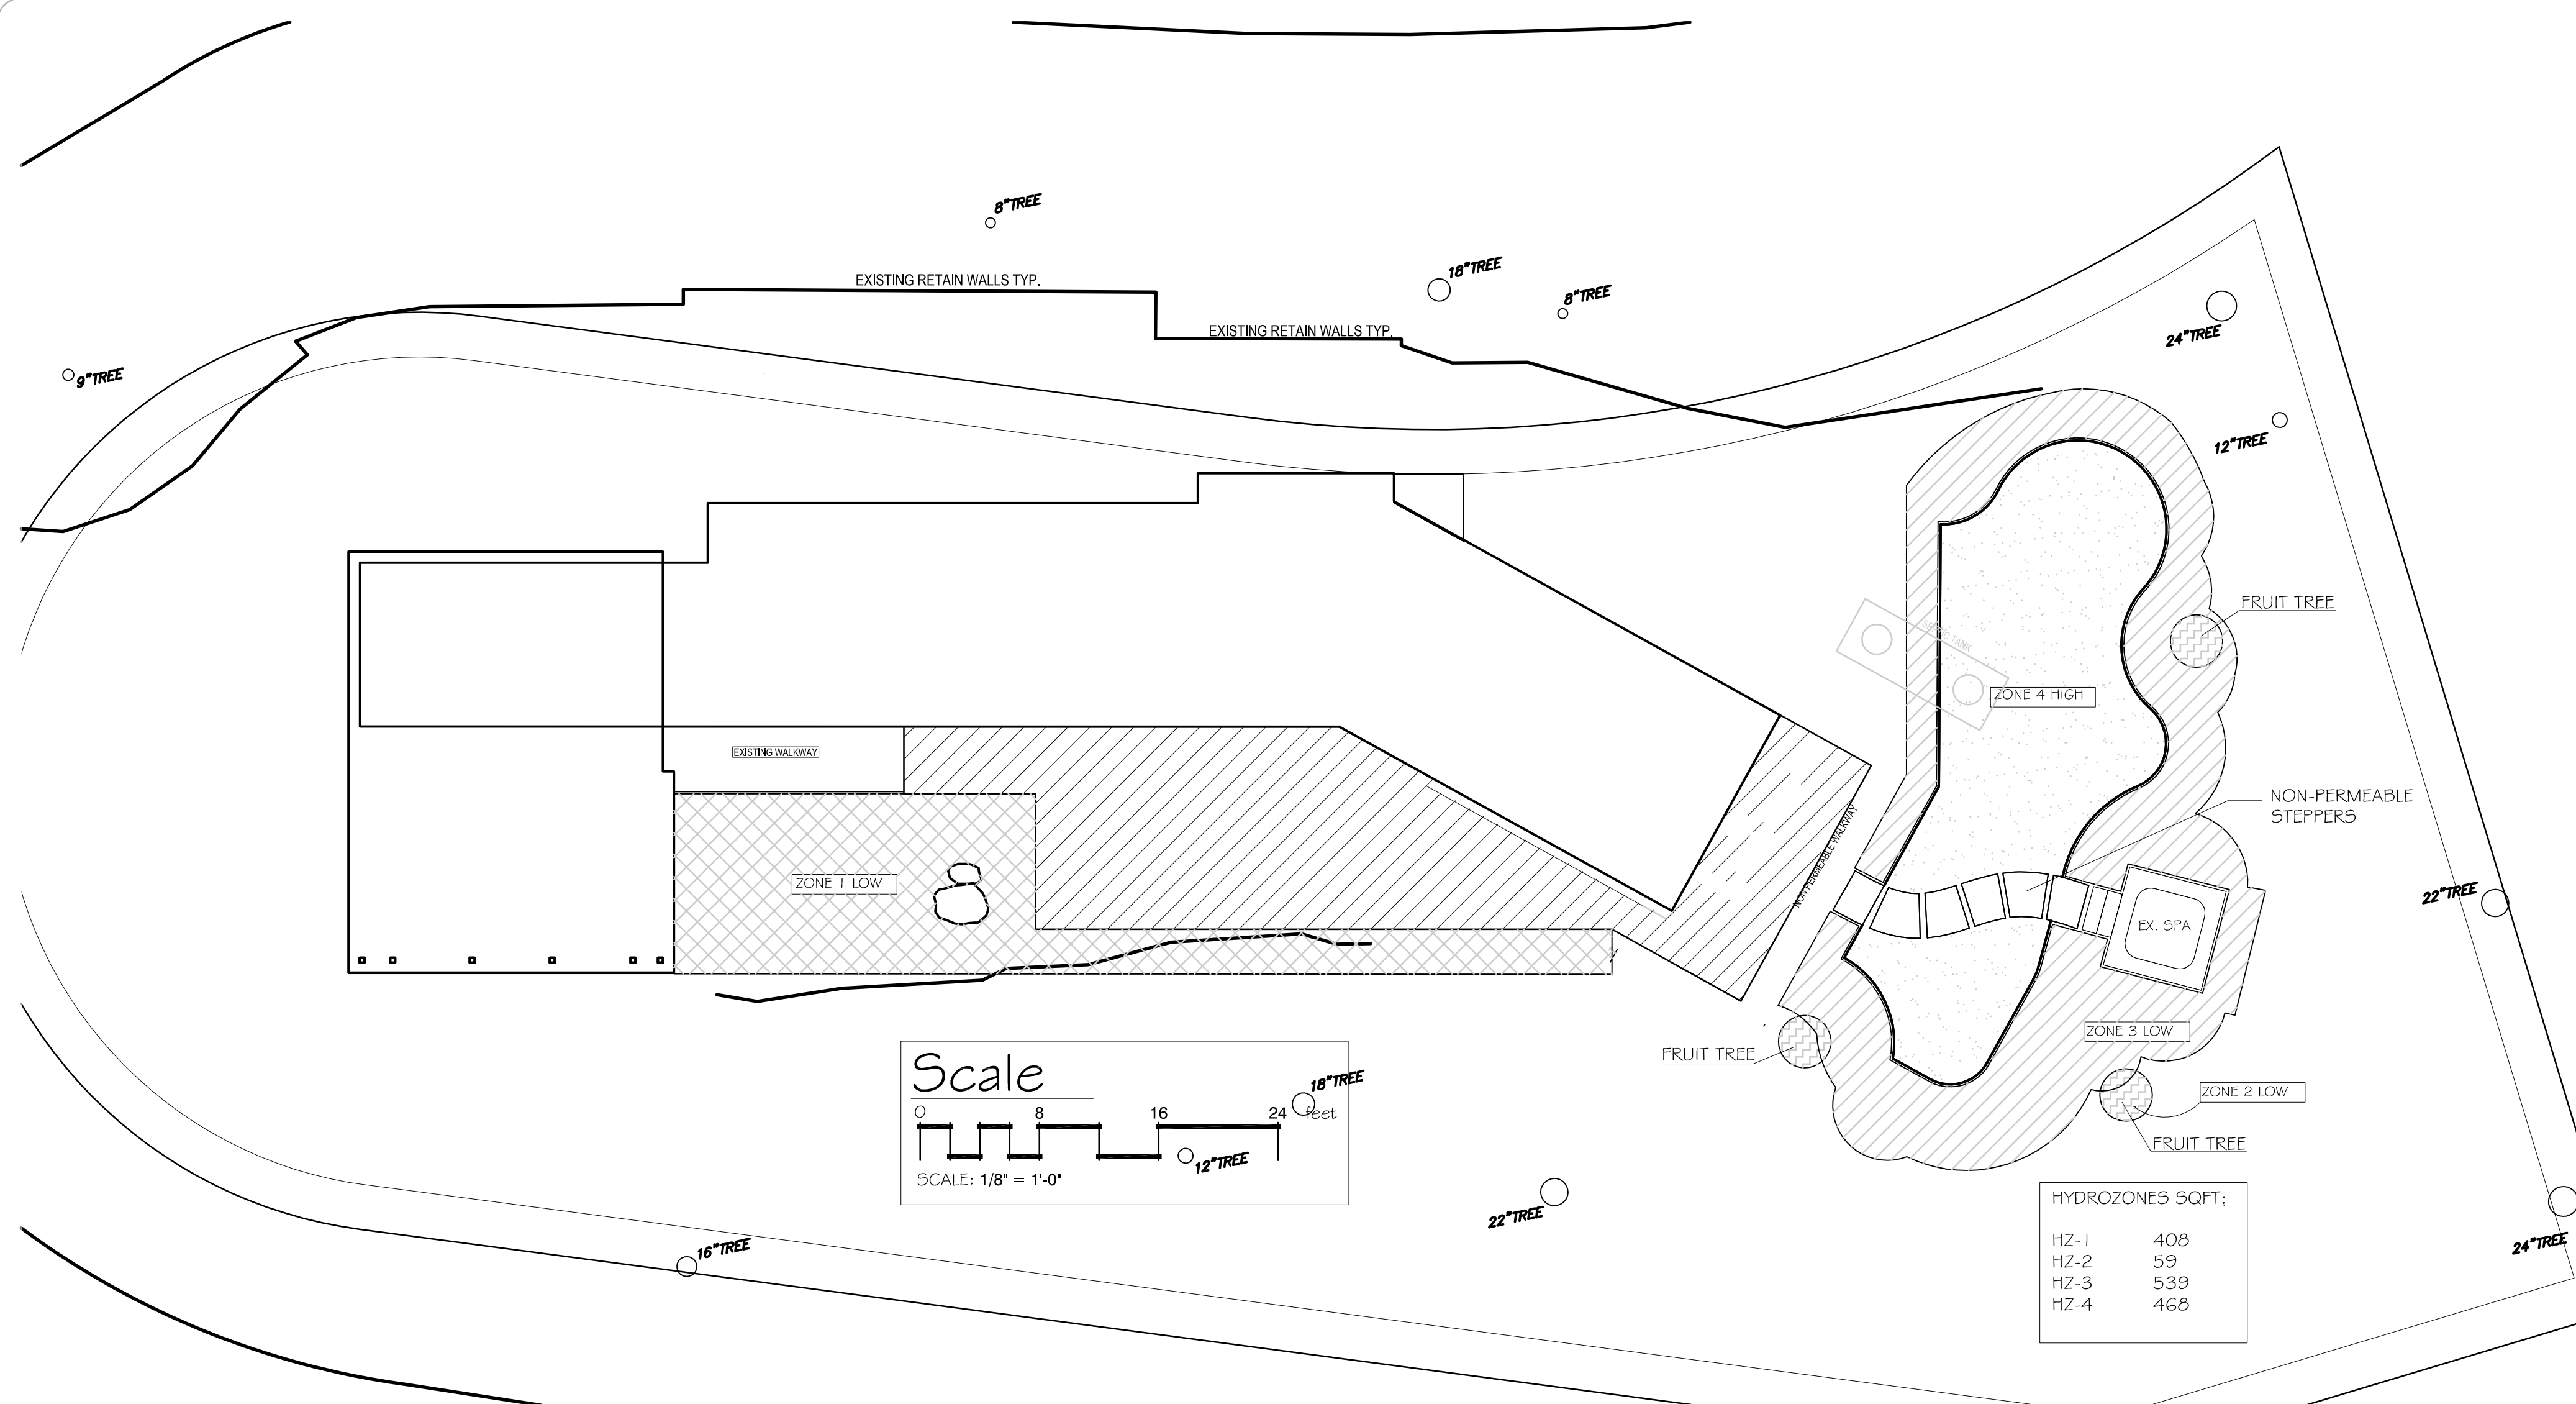 8"TREE
EXISTING RETAIN WALLS TYP.
18"TREE
8"TREE
EXISTING RETAIN WALLS TYP.
24"TREE
9"TREE
12"TREE
FRUIT TREE
SEPTIC TANK
ZONE 4 HIGH
EXISTING WALKWAY
NON-PERMEABLE
STEPPERS
NON PERMEABLE WALKWAY
ZONE 1 LOW
22"TREE
EX. SPA
ZONE 3 LOW
FRUIT TREE
Scale
18"TREE
0 8 16 24 feet
12"TREE
SCALE: 1/8" = 1'-0"
ZONE 2 LOW
FRUIT TREE
22"TREE
16"TREE
24"TREE
HYDROZONES SQFT;
HZ-1 408
HZ-2 59
HZ-3 539
HZ-4 468